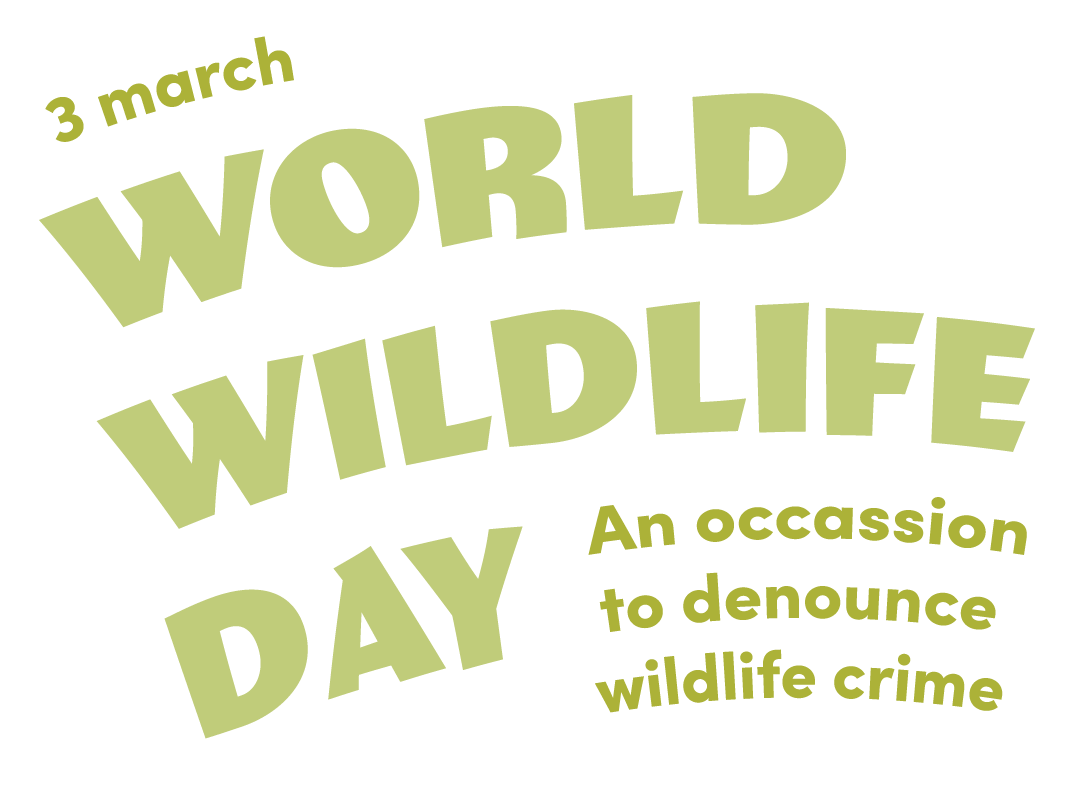 3 march
WORLD
WILDLIFE
DAY
An occassion
to denounce
wildlife crime